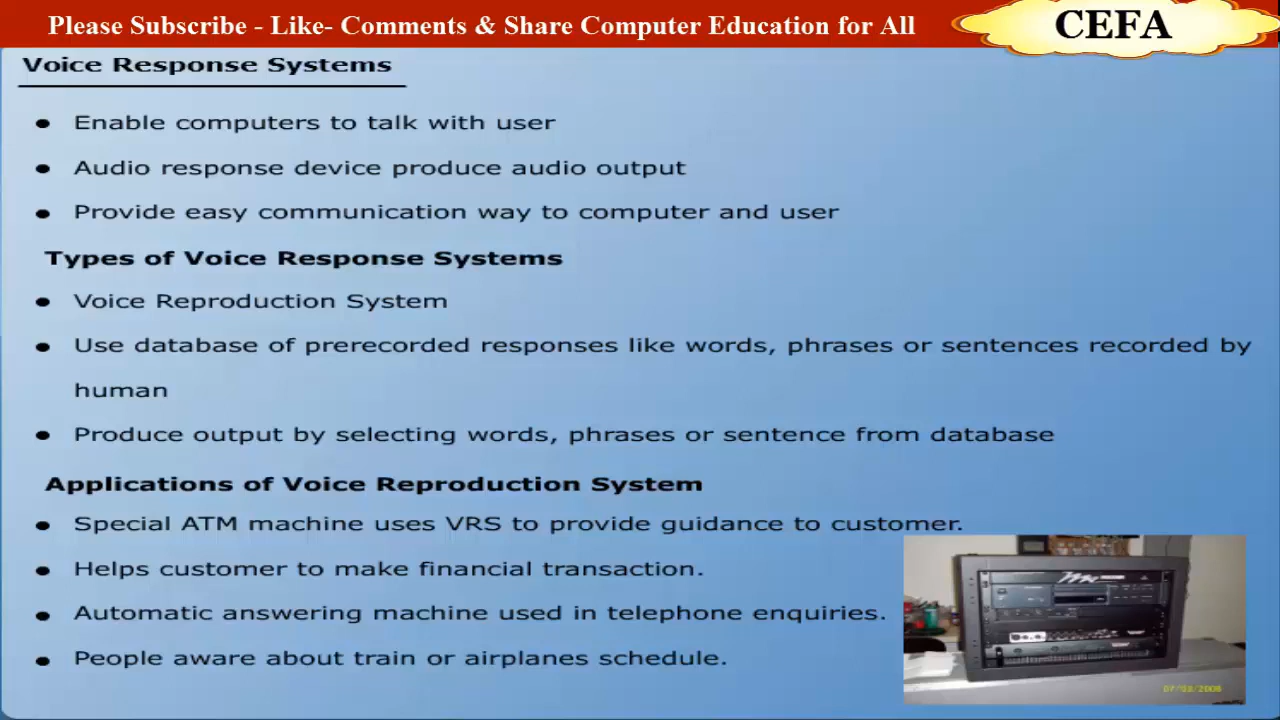 Please Subscribe - Like- Comments & Share Computer Education for All
CEFA
Voice Response Systems
Enable computers to talk with user
Audio response device produce audio output
Provide easy communication way to computer and user
Types of Voice Response Systems
Voice Reproduction System
Use database of prerecorded responses like words, phrases or sentences recorded by
human
Produce output by selecting words, phrases or sentence from database
Applications of Voice Reproduction System
Special ATM machine uses VRS to provide guidance to customer.
Helps customer to make financial transaction.
Automatic answering machine used in telephone enquiries.
People aware about train or airplanes schedule.